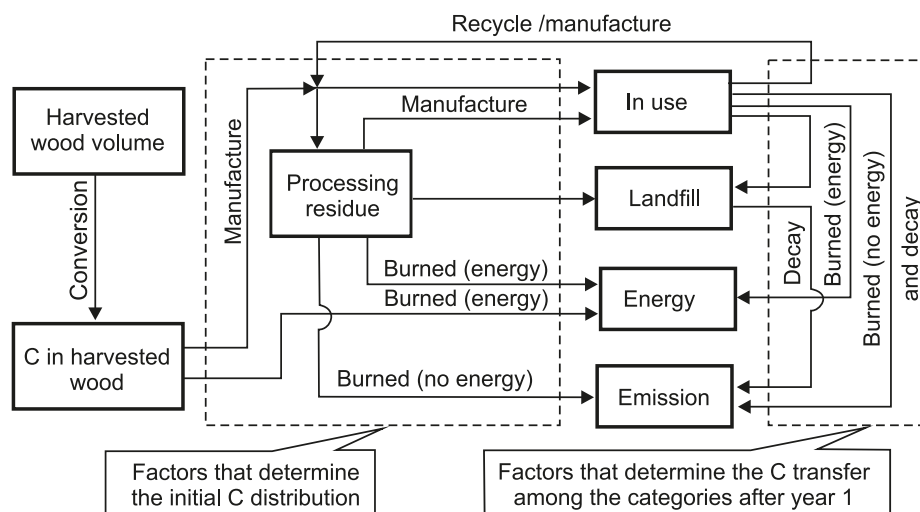 Recycle /manufacture
Harvested
wood volume
Conversion
C in harvested
wood
Manufacture
Manufacture
Processing
residue
Burned (energy)
Burned (energy)
Burned (no energy)
In use
Landfill
Energy
Emission
Decay
Burned (energy)
Burned (no energy)
and decay
Factors that determine
the initial C distribution
Factors that determine the C transfer
among the categories after year 1